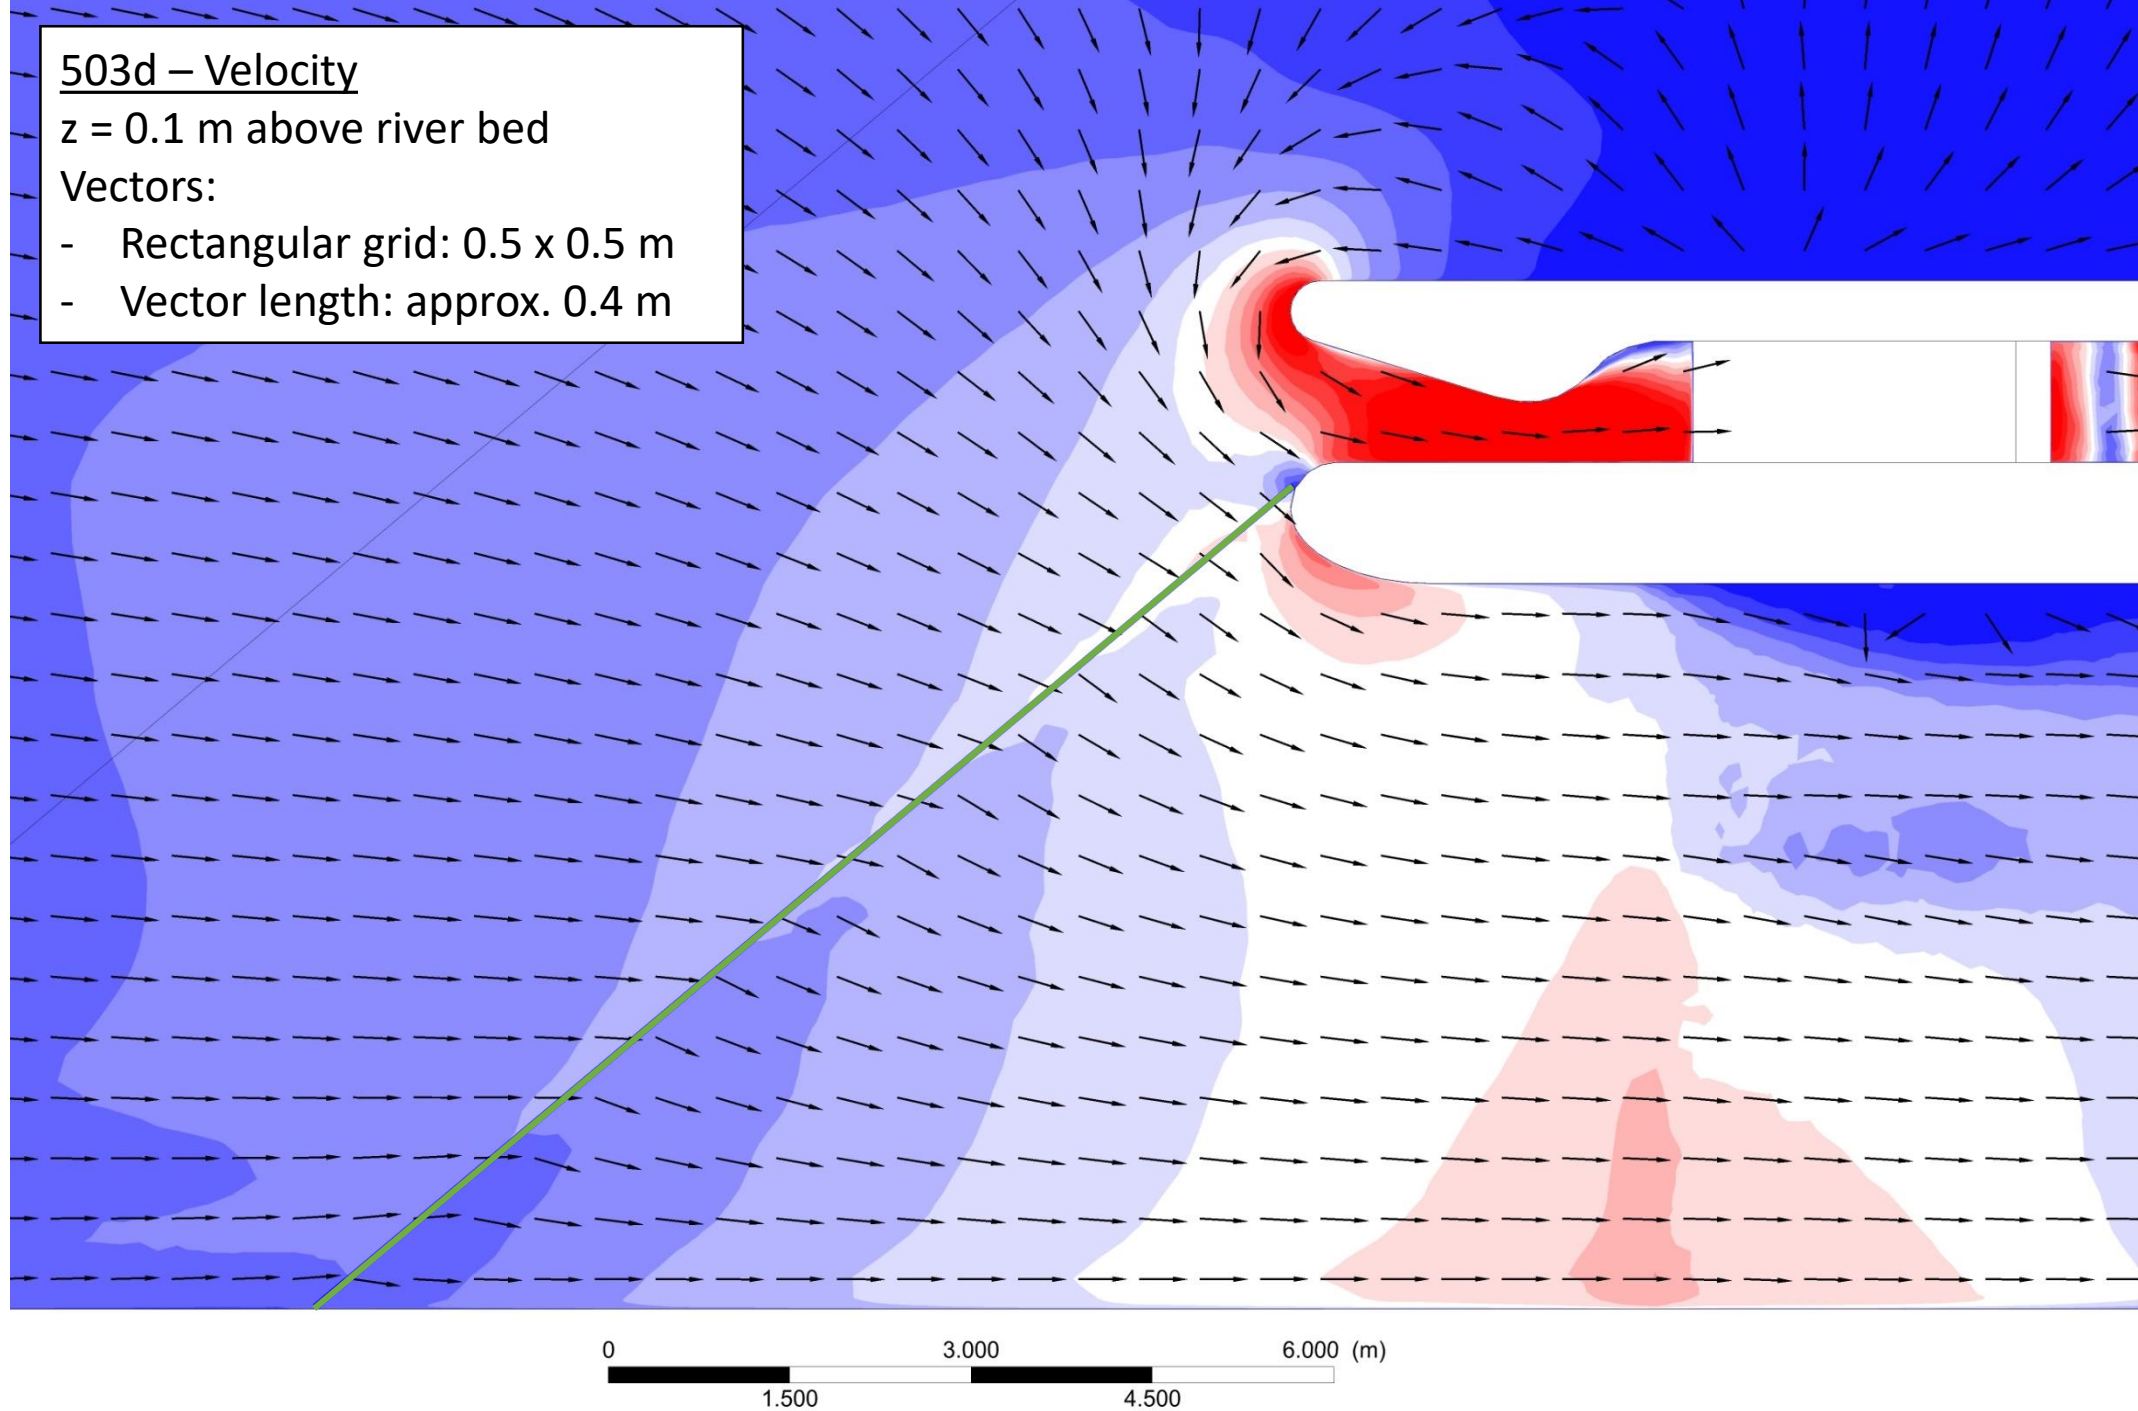 503d – Velocity
z = 0.1 m above river bed
Vectors:
- Rectangular grid: 0.5 x 0.5 m
- Vector length: approx. 0.4 m
0 3.000 6.000 (m)
1.500 4.500